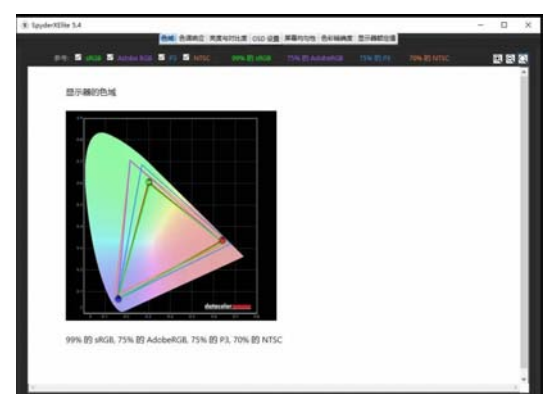 SpyderXElite 5.4
色域 色调响应 亮度与对比度 OSD 设置 屏幕均匀性 色彩精确度 显示器额定值
参考: sRGB Adobe RGB P3 NTSC 99% 的 sRGB 75% 的 AdobeRGB 75% 的 P3 70% 的 NTSC
显示器的色域
datacolor
99% 的 sRGB, 75% 的 AdobeRGB, 75% 的 P3, 70% 的 NTSC